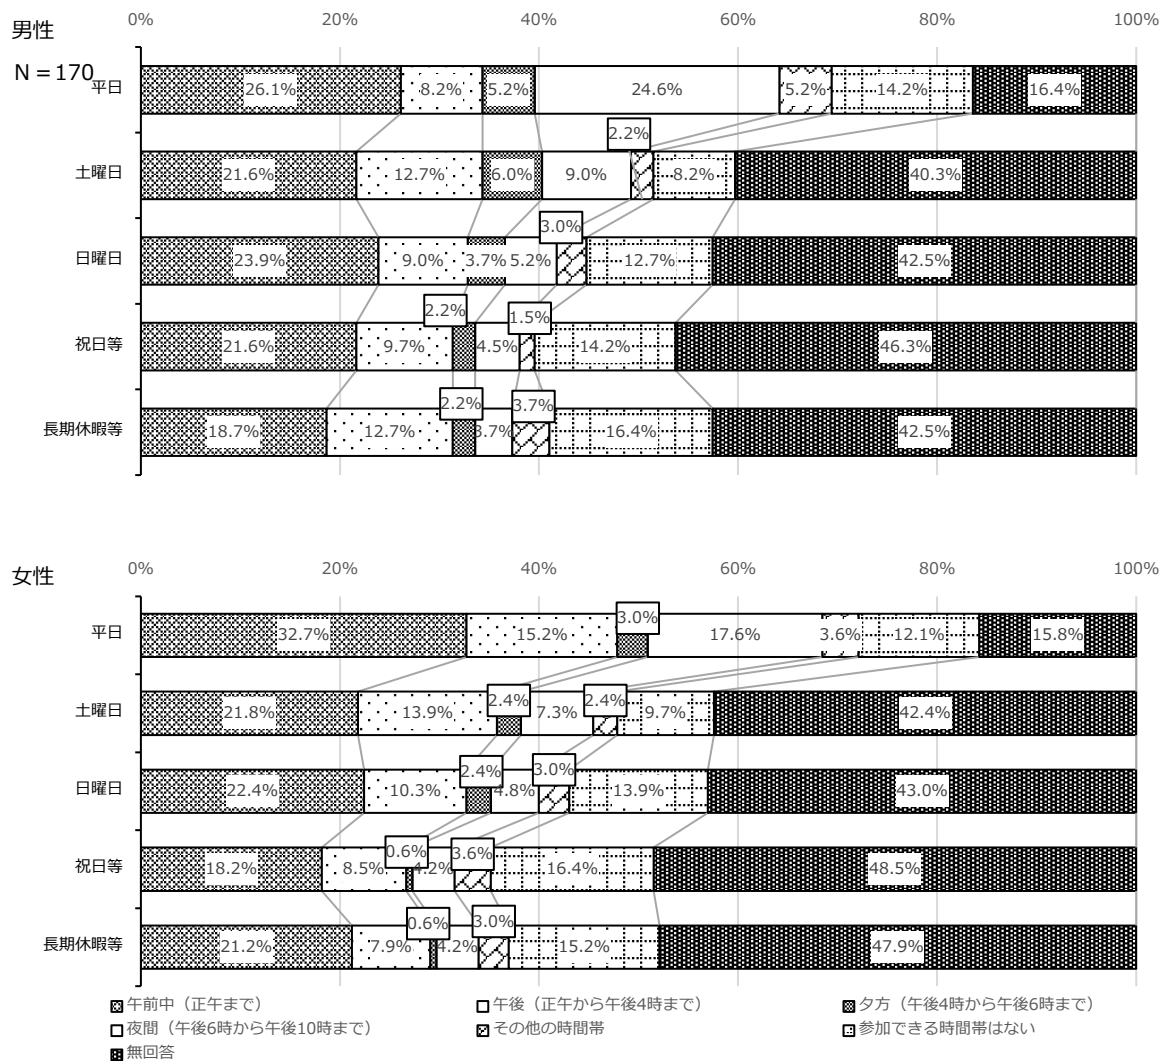 男性
0% 20% 40% 60% 80% 100%
N＝170
平日 26.1% 8.2% 5.2% 24.6% 5.2% 14.2% 16.4%
土曜日 21.6% 12.7% 6.0% 9.0% 2.2% 8.2% 40.3%
日曜日 23.9% 9.0% 3.7% 5.2% 3.0% 12.7% 42.5%
祝日等 21.6% 9.7% 2.2% 4.5% 1.5% 14.2% 46.3%
長期休暇等 18.7% 12.7% 2.2% 3.7% 3.7% 16.4% 42.5%
女性
0% 20% 40% 60% 80% 100%
平日 32.7% 15.2% 3.0% 17.6% 3.6% 12.1% 15.8%
土曜日 21.8% 13.9% 2.4% 7.3% 2.4% 9.7% 42.4%
日曜日 22.4% 10.3% 2.4% 4.8% 3.0% 13.9% 43.0%
祝日等 18.2% 8.5% 0.6% 4.2% 3.6% 16.4% 48.5%
長期休暇等 21.2% 7.9% 0.6% 4.2% 3.0% 15.2% 47.9%
午前中（正午まで） 午後（正午から午後4時まで） 夕方（午後4時から午後6時まで）
夜間（午後6時から午後10時まで） その他の時間帯 参加できる時間帯はない
無回答